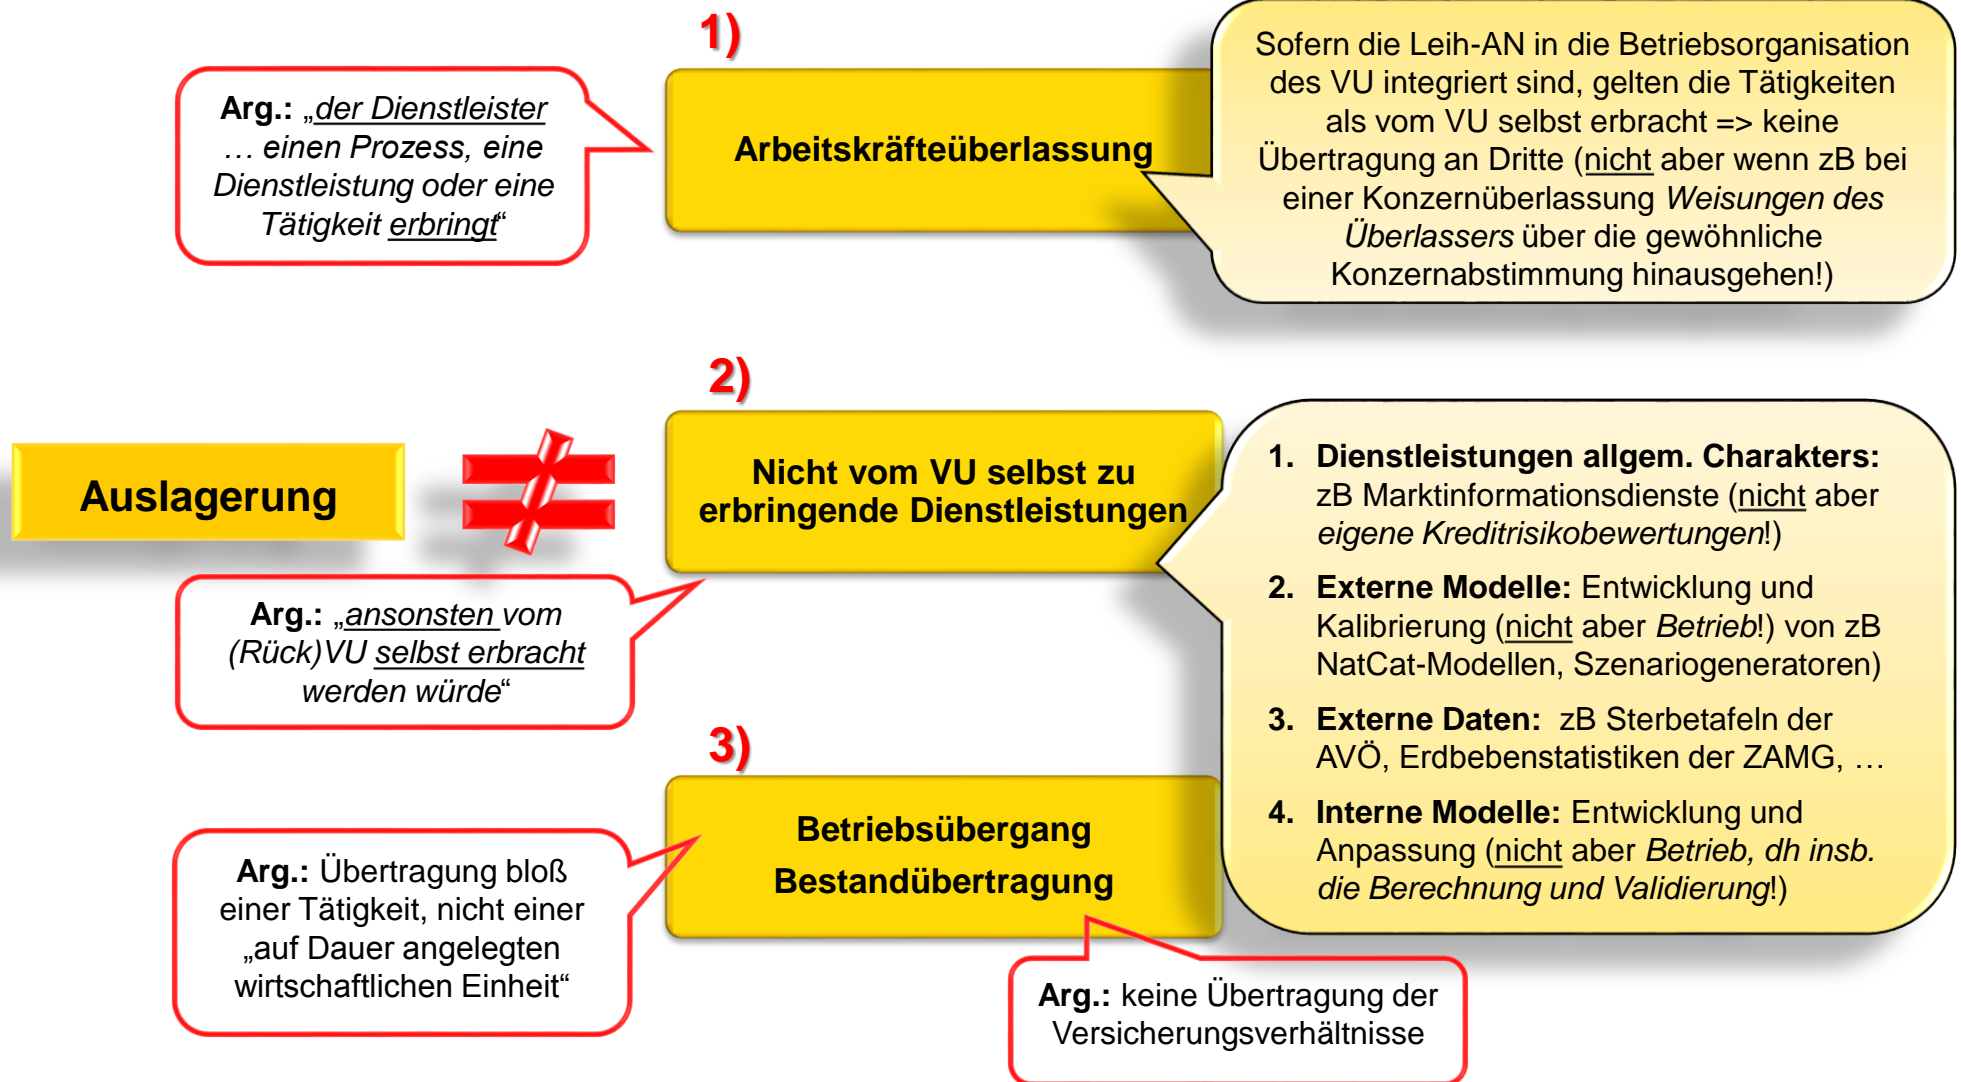 1)
Arg.: „der Dienstleister
… einen Prozess, eine
Dienstleistung oder eine
Tätigkeit erbringt“
Arbeitskräfteüberlassung
Sofern die Leih-AN in die Betriebsorganisation
des VU integriert sind, gelten die Tätigkeiten
als vom VU selbst erbracht => keine
Übertragung an Dritte (nicht aber wenn zB bei
einer Konzernüberlassung Weisungen des
Überlassers über die gewöhnliche
Konzernabstimmung hinausgehen!)
2)
Auslagerung
≠
Nicht vom VU selbst zu
erbringende Dienstleistungen
Arg.: „ansonsten vom
(Rück)VU selbst erbracht
werden würde“
1. Dienstleistungen allgem. Charakters:
zB Marktinformationsdienste (nicht aber
eigene Kreditrisikobewertungen!)
2. Externe Modelle: Entwicklung und
Kalibrierung (nicht aber Betrieb!) von zB
NatCat-Modellen, Szenariogeneratoren)
3. Externe Daten: zB Sterbetafeln der
AVÖ, Erdbebenstatistiken der ZAMG, …
4. Interne Modelle: Entwicklung und
Anpassung (nicht aber Betrieb, dh insb.
die Berechnung und Validierung!)
3)
Betriebsübergang
Bestandübertragung
Arg.: Übertragung bloß
einer Tätigkeit, nicht einer
„auf Dauer angelegten
wirtschaftlichen Einheit“
Arg.: keine Übertragung der
Versicherungsverhältnisse